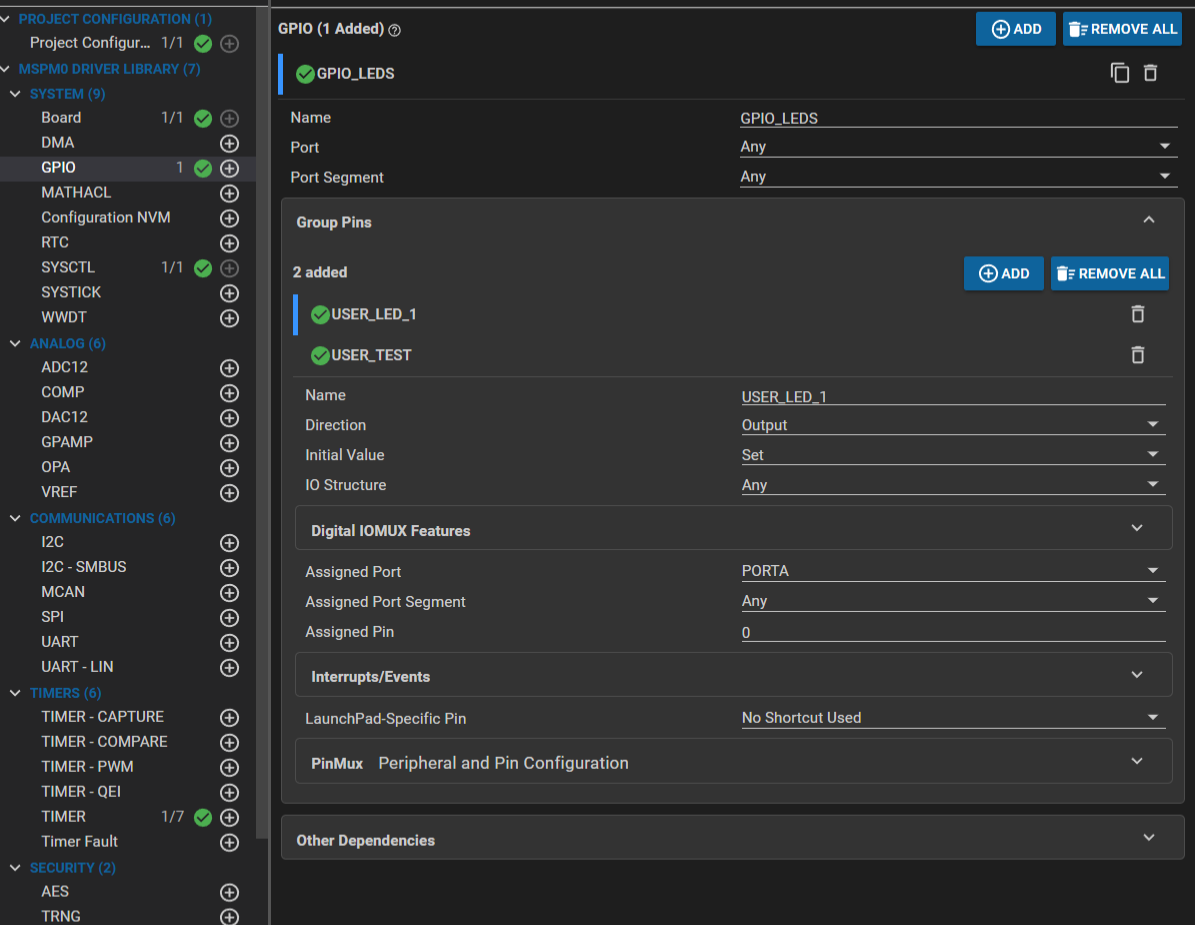 PROJECT CONFIGURATION (1)
Project Configur... 1/1
MSPM0 DRIVER LIBRARY (7)
SYSTEM (9)
Board 1/1
DMA
GPIO 1
MATHACL
Configuration NVM
RTC
SYSCTL 1/1
SYSTICK
WWDT
ANALOG (6)
ADC12
COMP
DAC12
GPAMP
OPA
VREF
COMMUNICATIONS (6)
I2C
I2C - SMBUS
MCAN
SPI
UART
UART - LIN
TIMERS (6)
TIMER - CAPTURE
TIMER - COMPARE
TIMER - PWM
TIMER - QEI
TIMER 1/7
Timer Fault
SECURITY (2)
AES
TRNG
GPIO (1 Added) ?
ADD
REMOVE ALL
GPIO_LEDS
Name GPIO_LEDS
Port Any
Port Segment Any
Group Pins
2 added
ADD
REMOVE ALL
USER_LED_1
USER_TEST
Name USER_LED_1
Direction Output
Initial Value Set
IO Structure Any
Digital IOMUX Features
Assigned Port PORTA
Assigned Port Segment Any
Assigned Pin 0
Interrupts/Events
LaunchPad-Specific Pin No Shortcut Used
PinMux Peripheral and Pin Configuration
Other Dependencies